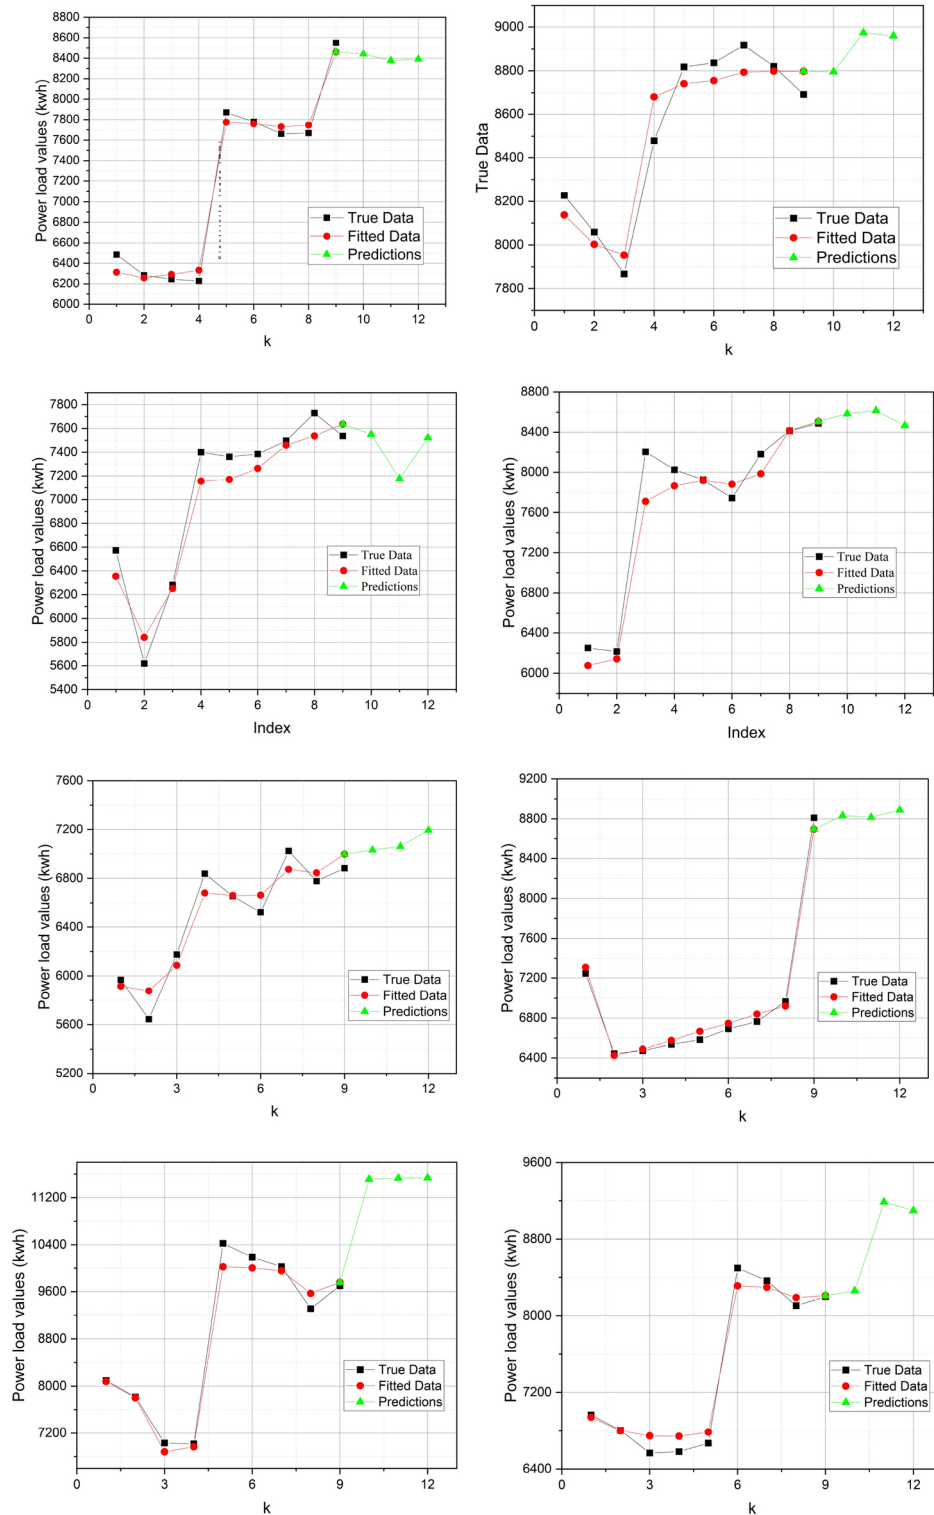 Power load values (kwh)
8800
8600
8400
8200
8000
7800
7600
7400
7200
7000
6800
6600
6400
6200
6000
0 2 4 6 8 10 12
k
True Data
Fitted Data
Predictions
True Data
9000
8800
8600
8400
8200
8000
7800
0 2 4 6 8 10 12
k
True Data
Fitted Data
Predictions
Power load values (kwh)
7800
7600
7400
7200
7000
6800
6600
6400
6200
6000
5800
5600
5400
0 2 4 6 8 10 12
Index
True Data
Fitted Data
Predictions
Power load values (kwh)
8800
8400
8000
7600
7200
6800
6400
6000
0 2 4 6 8 10 12
Index
True Data
Fitted Data
Predictions
Power load values (kwh)
7600
7200
6800
6400
6000
5600
5200
0 3 6 9 12
k
True Data
Fitted Data
Predictions
Power load values (kwh)
9200
8800
8400
8000
7600
7200
6800
6400
0 3 6 9 12
k
True Data
Fitted Data
Predictions
Power load values (kwh)
11200
10400
9600
8800
8000
7200
0 3 6 9 12
k
True Data
Fitted Data
Predictions
Power load values (kwh)
9600
8800
8000
7200
6400
0 3 6 9 12
k
True Data
Fitted Data
Predictions